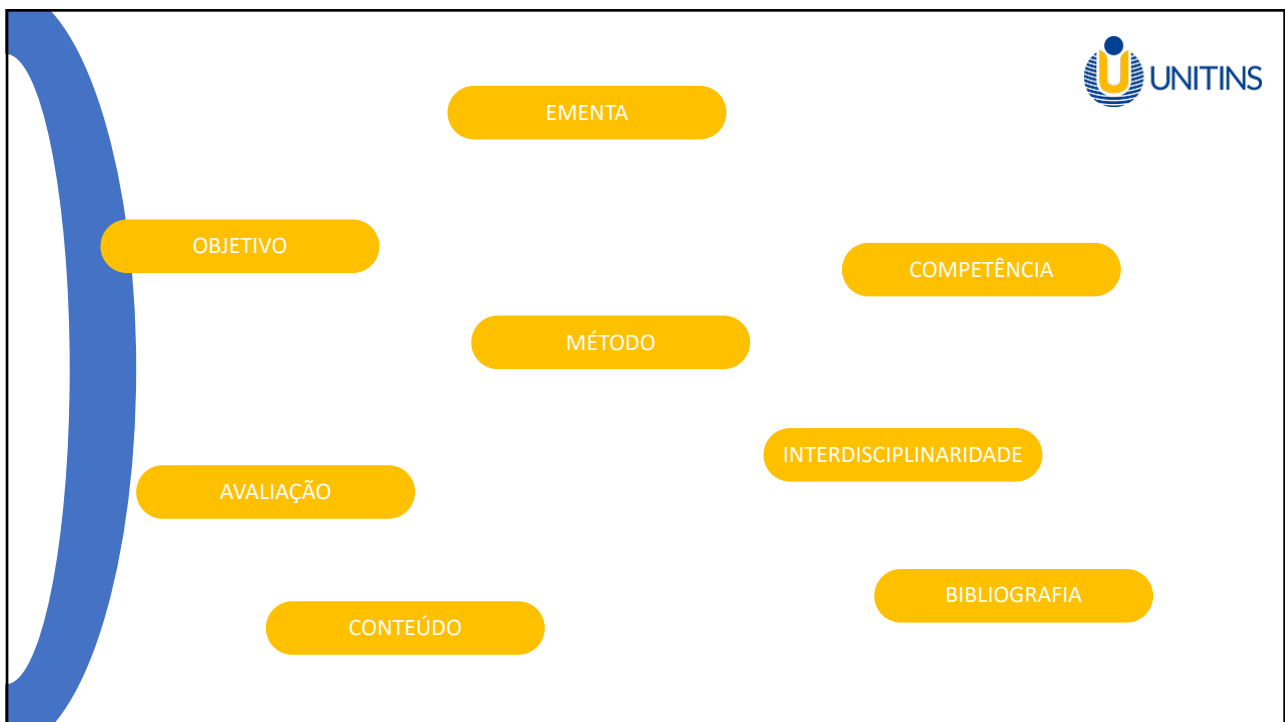 UNITINS
EMENTA
OBJETIVO
COMPETÊNCIA
MÉTODO
INTERDISCIPLINARIDADE
AVALIAÇÃO
BIBLIOGRAFIA
CONTEÚDO